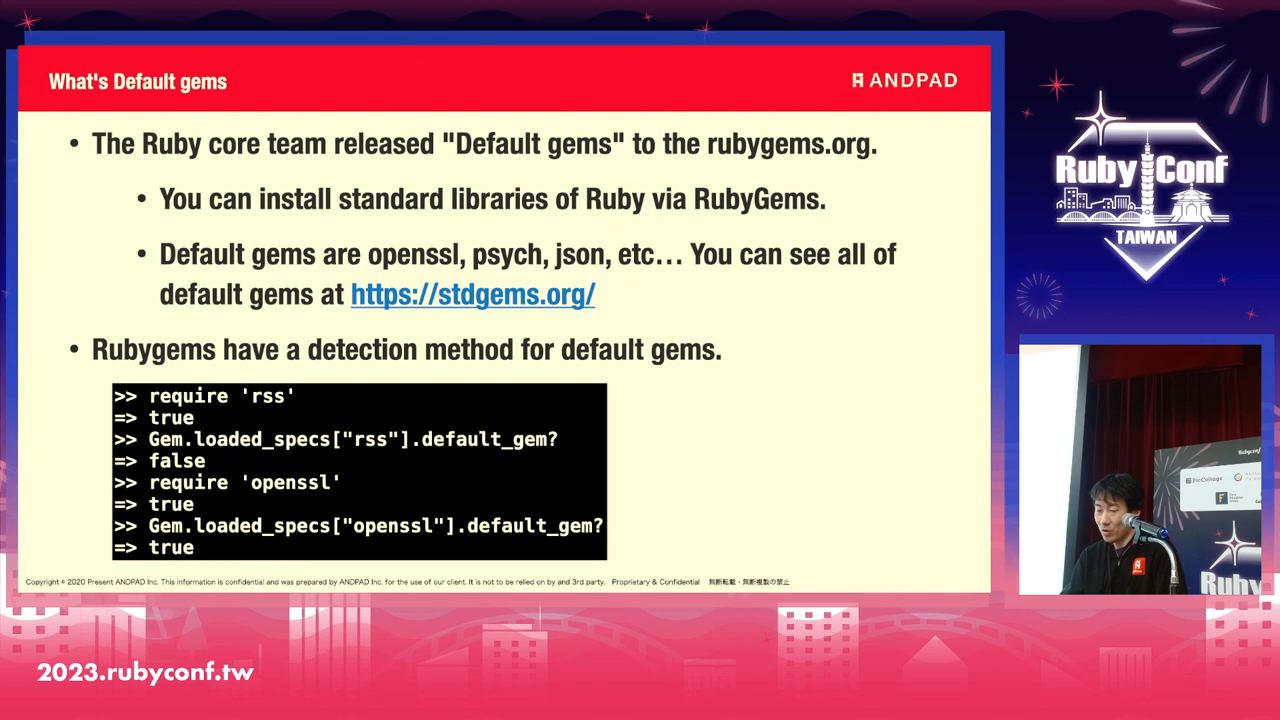 What's Default gems
ANDPAD
• The Ruby core team released "Default gems" to the rubygems.org.
• You can install standard libraries of Ruby via RubyGems.
• Default gems are openssl, psych, json, etc… You can see all of
default gems at https://stdgems.org/
• Rubygems have a detection method for default gems.
>> require 'rss'
=> true
>> Gem.loaded_specs["rss"].default_gem?
=> false
>> require 'openssl'
=> true
>> Gem.loaded_specs["openssl"].default_gem?
=> true
Copyright © 2020 Present ANDPAD Inc. This information is confidential and was prepared by ANDPAD Inc. for the use of our client. It is not to be relied on by and 3rd party. Proprietary & Confidential 無断転載・無断複製の禁止
RubyConf
TAIWAN
Rubyconf
PicCollage
Rubyc
2023.rubyconf.tw